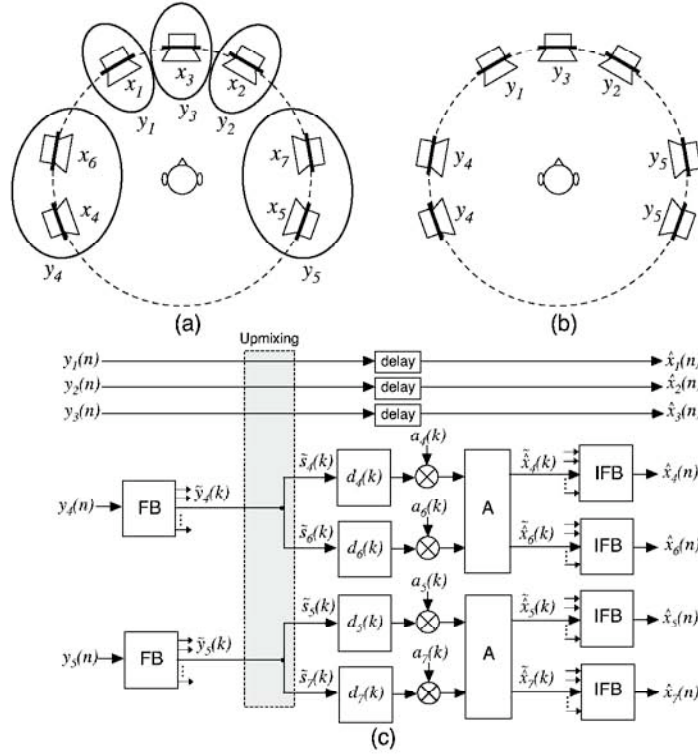 x₁ x₃ x₂
y₁ y₃ y₂
x₆ x₇
x₄ x₅
y₄ y₅
(a)
y₁ y₃ y₂
y₄ y₅
y₄ y₅
(b)
Upmixing
y₁(n) delay x̂₁(n)
y₂(n) delay x̂₂(n)
y₃(n) delay x̂₃(n)
a₄(k)
y₄(n) FB ỹ₄(k) s̃₄(k) d₄(k) A x̃̂₄(k) IFB x̂₄(n)
a₆(k)
s̃₆(k) d₆(k) x̃̂₆(k) IFB x̂₆(n)
a₅(k)
y₅(n) FB ỹ₅(k) s̃₅(k) d₅(k) A x̃̂₅(k) IFB x̂₅(n)
a₇(k)
s̃₇(k) d₇(k) x̃̂₇(k) IFB x̂₇(n)
(c)